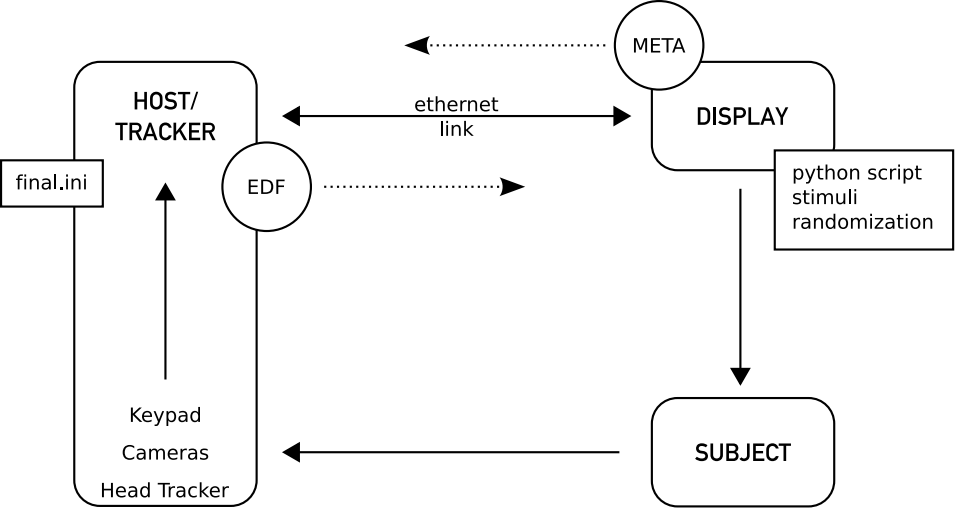 META
HOST/
TRACKER
ethernet
link
DISPLAY
final.ini
EDF
python script
stimuli
randomization
Keypad
Cameras
Head Tracker
SUBJECT